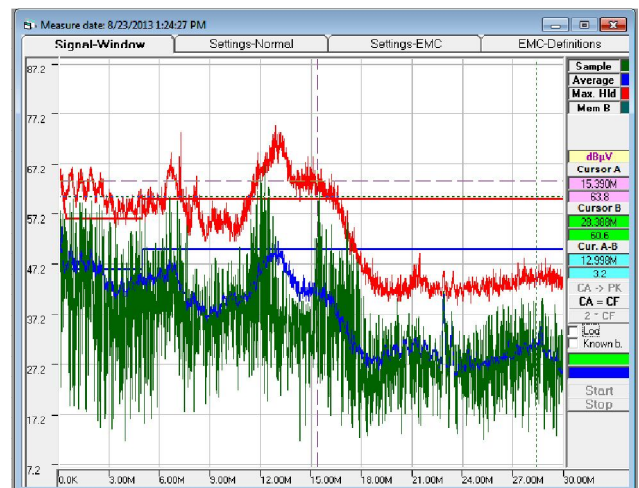 Measure date: 8/23/2013 1:24:27 PM
Signal-Window Settings-Normal Settings-EMC EMC-Definitions
87.2
77.2
67.2
57.2
47.2
37.2
27.2
17.2
7.2
0.0K 3.00M 6.00M 9.00M 12.00M 15.00M 18.00M 21.00M 24.00M 27.00M 30.00M
Sample
Average
Max. Hld
Mem B
dBµV
Cursor A
15.390M
63.8
Cursor B
28.388M
60.6
Cur. A-B
12.998M
3.2
CA -> PK
CA = CF
2 * CF
Log
Known b.
Start
Stop